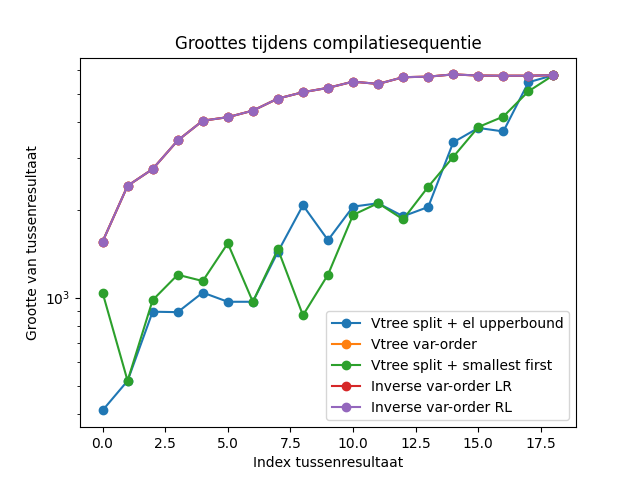 Groottes tijdens compilatiesequentie
Grootte van tussenresultaat
10³
Vtree split + el upperbound
Vtree var-order
Vtree split + smallest first
Inverse var-order LR
Inverse var-order RL
0.0 2.5 5.0 7.5 10.0 12.5 15.0 17.5
Index tussenresultaat